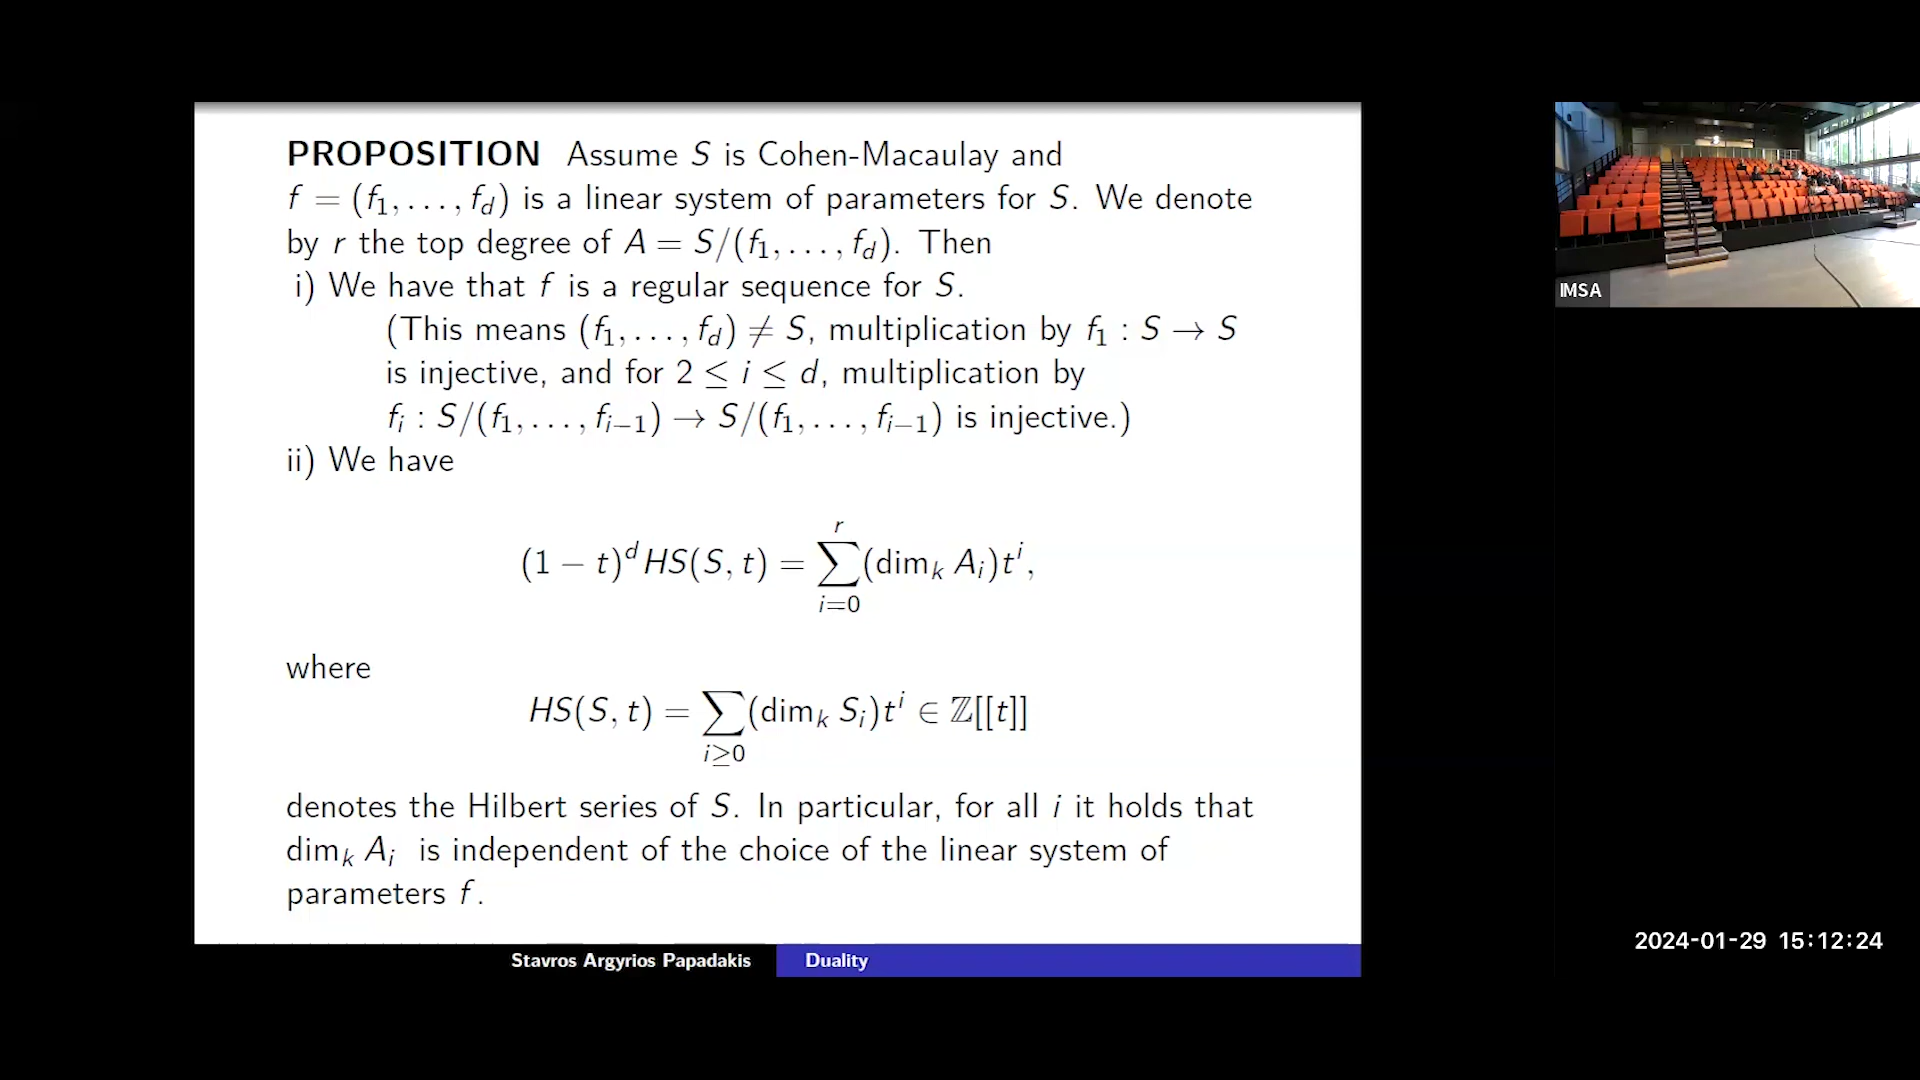 PROPOSITION Assume S is Cohen-Macaulay and
f = (f₁, . . . , f_d) is a linear system of parameters for S. We denote
by r the top degree of A = S/(f₁, . . . , f_d). Then
i) We have that f is a regular sequence for S.
(This means (f₁, . . . , f_d) ≠ S, multiplication by f₁ : S → S
is injective, and for 2 ≤ i ≤ d, multiplication by
f_i : S/(f₁, . . . , f_{i−1}) → S/(f₁, . . . , f_{i−1}) is injective.)
ii) We have
(1 − t)^d HS(S, t) = \sum_{i=0}^{r} (dim_k A_i)t^i,
where
HS(S, t) = \sum_{i≥0} (dim_k S_i)t^i ∈ ℤ[[t]]
denotes the Hilbert series of S. In particular, for all i it holds that
dim_k A_i is independent of the choice of the linear system of
parameters f.
Stavros Argyrios Papadakis Duality
IMSA
2024-01-29 15:12:24